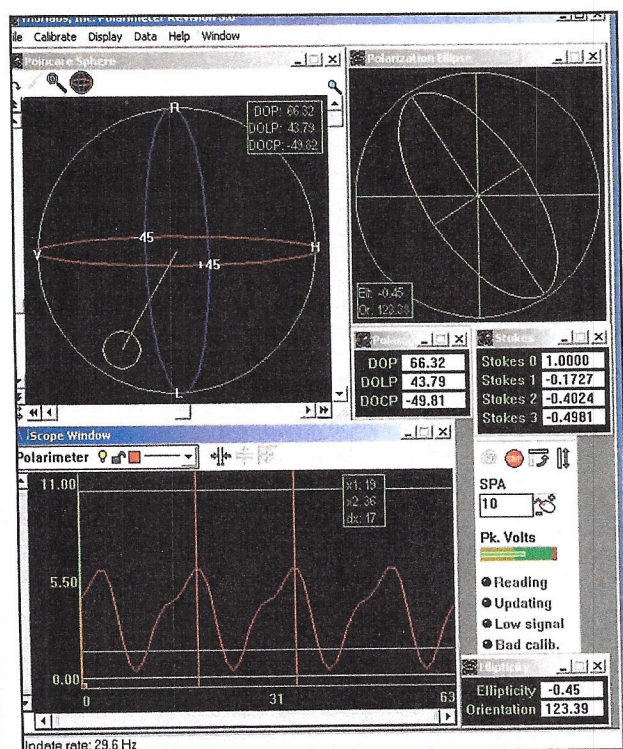 Thorlabs, Inc. Polarimeter Revision 3.0
ile Calibrate Display Data Help Window
Poincare Sphere
DOP: 66.32
DOLP: 43.79
DOCP: -49.82
R
-45
V
H
+45
L
Polarization Ellipse
Elt: -0.45
Or: 123.39
DOP 66.32
DOLP 43.79
DOCP -49.81
Stokes
Stokes 0 1.0000
Stokes 1 -0.1727
Stokes 2 -0.4024
Stokes 3 -0.4981
iScope Window
Polarimeter
11.00
5.50
0.00
0 31 63
x1: 19
x2: 36
dx: 17
SPA
10
Pk. Volts
Reading
Updating
Low signal
Bad calib.
Ellipticity
Ellipticity -0.45
Orientation 123.39
Update rate: 29.6 Hz